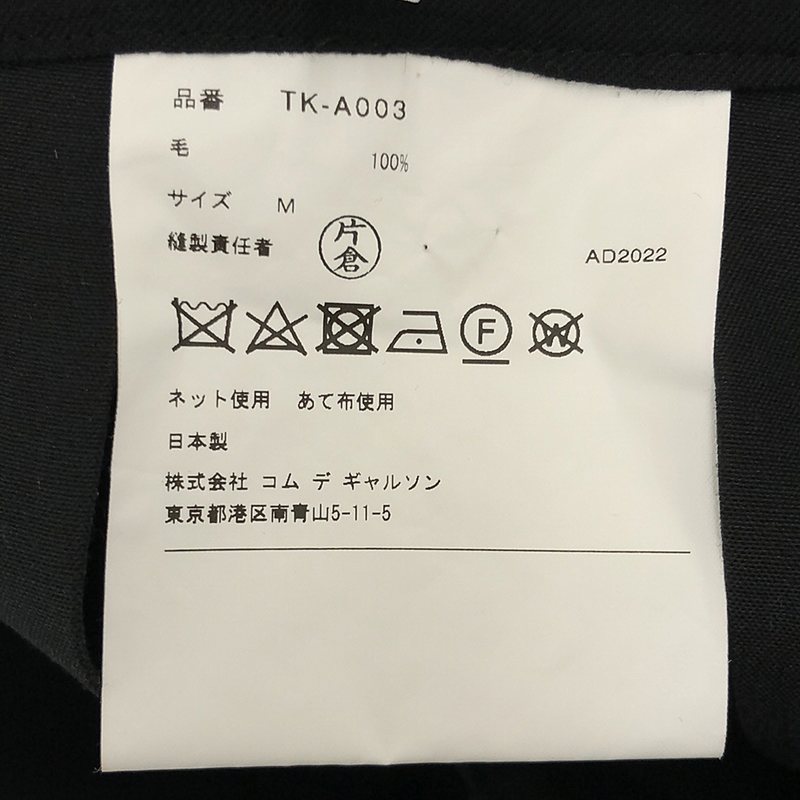 品番 TK-A003
毛 100%
サイズ M
縫製責任者 片倉 AD2022
F W
ネット使用 あて布使用
日本製
株式会社 コム デ ギャルソン
東京都港区南青山5-11-5